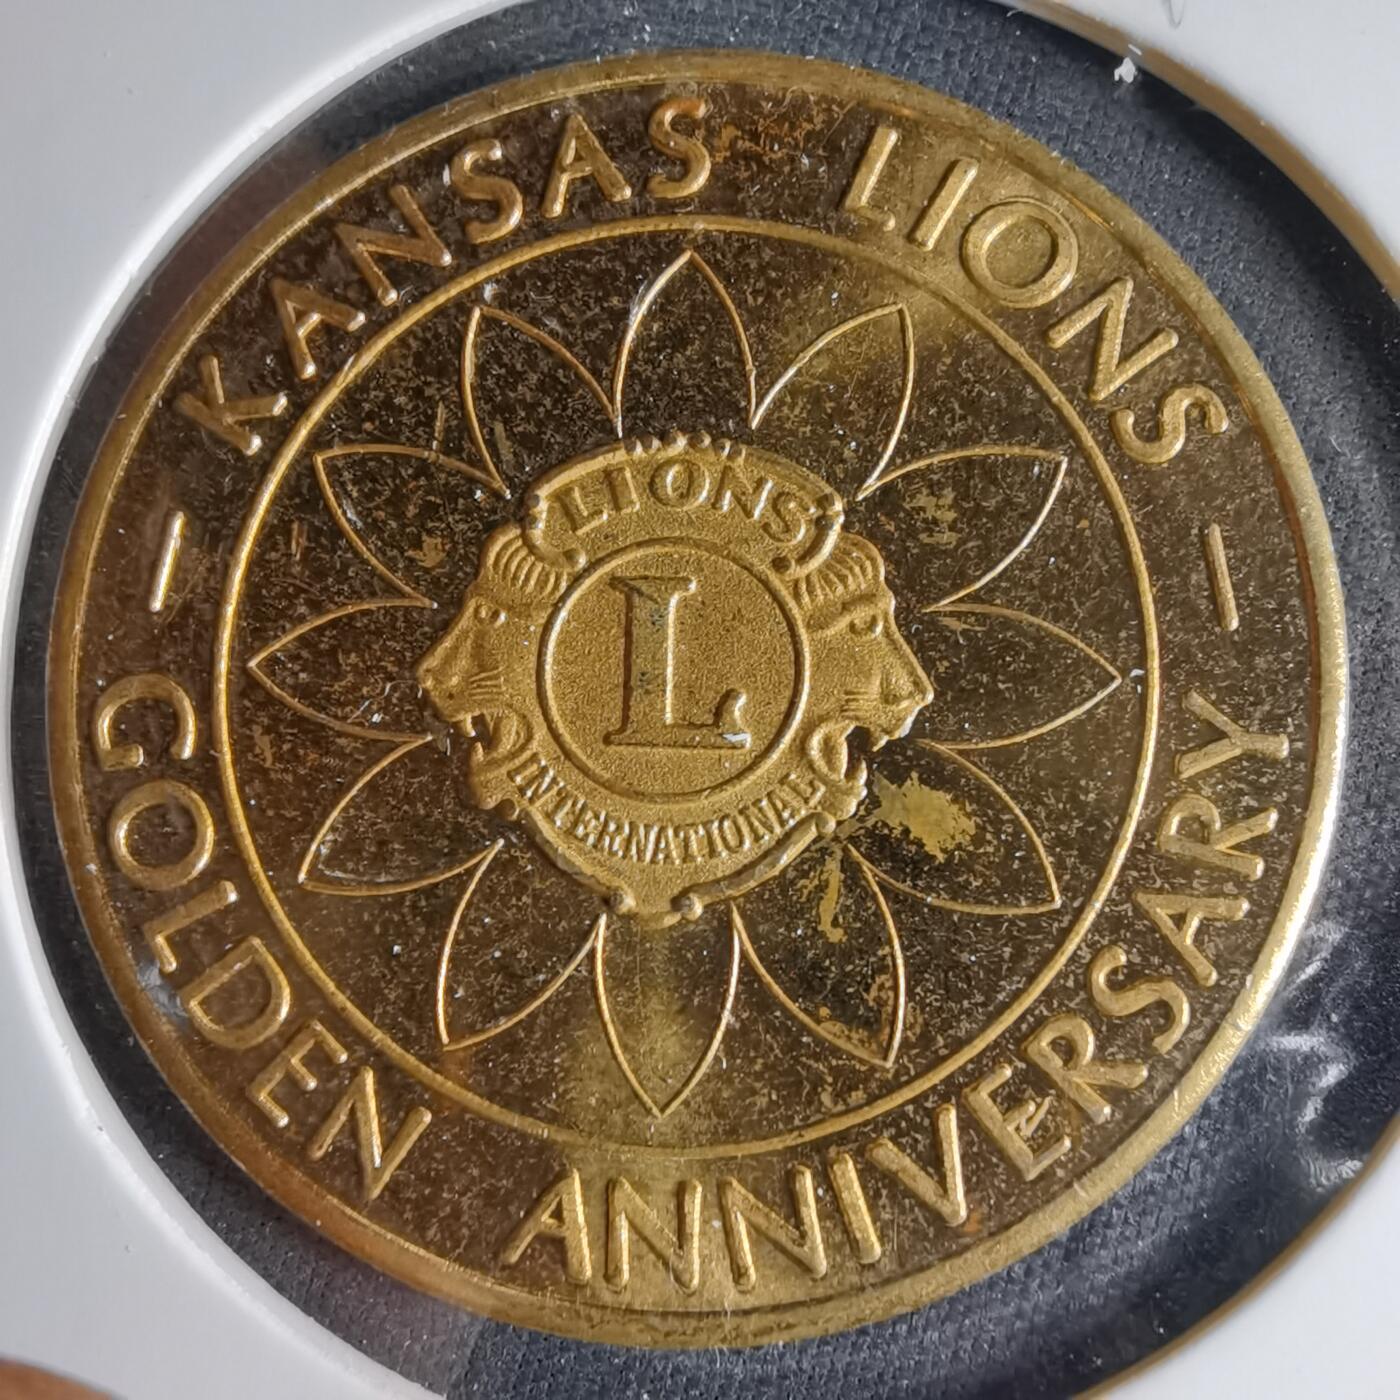 KANSAS LIONS
LIONS
L
INTERNATIONAL
— GOLDEN ANNIVERSARY —